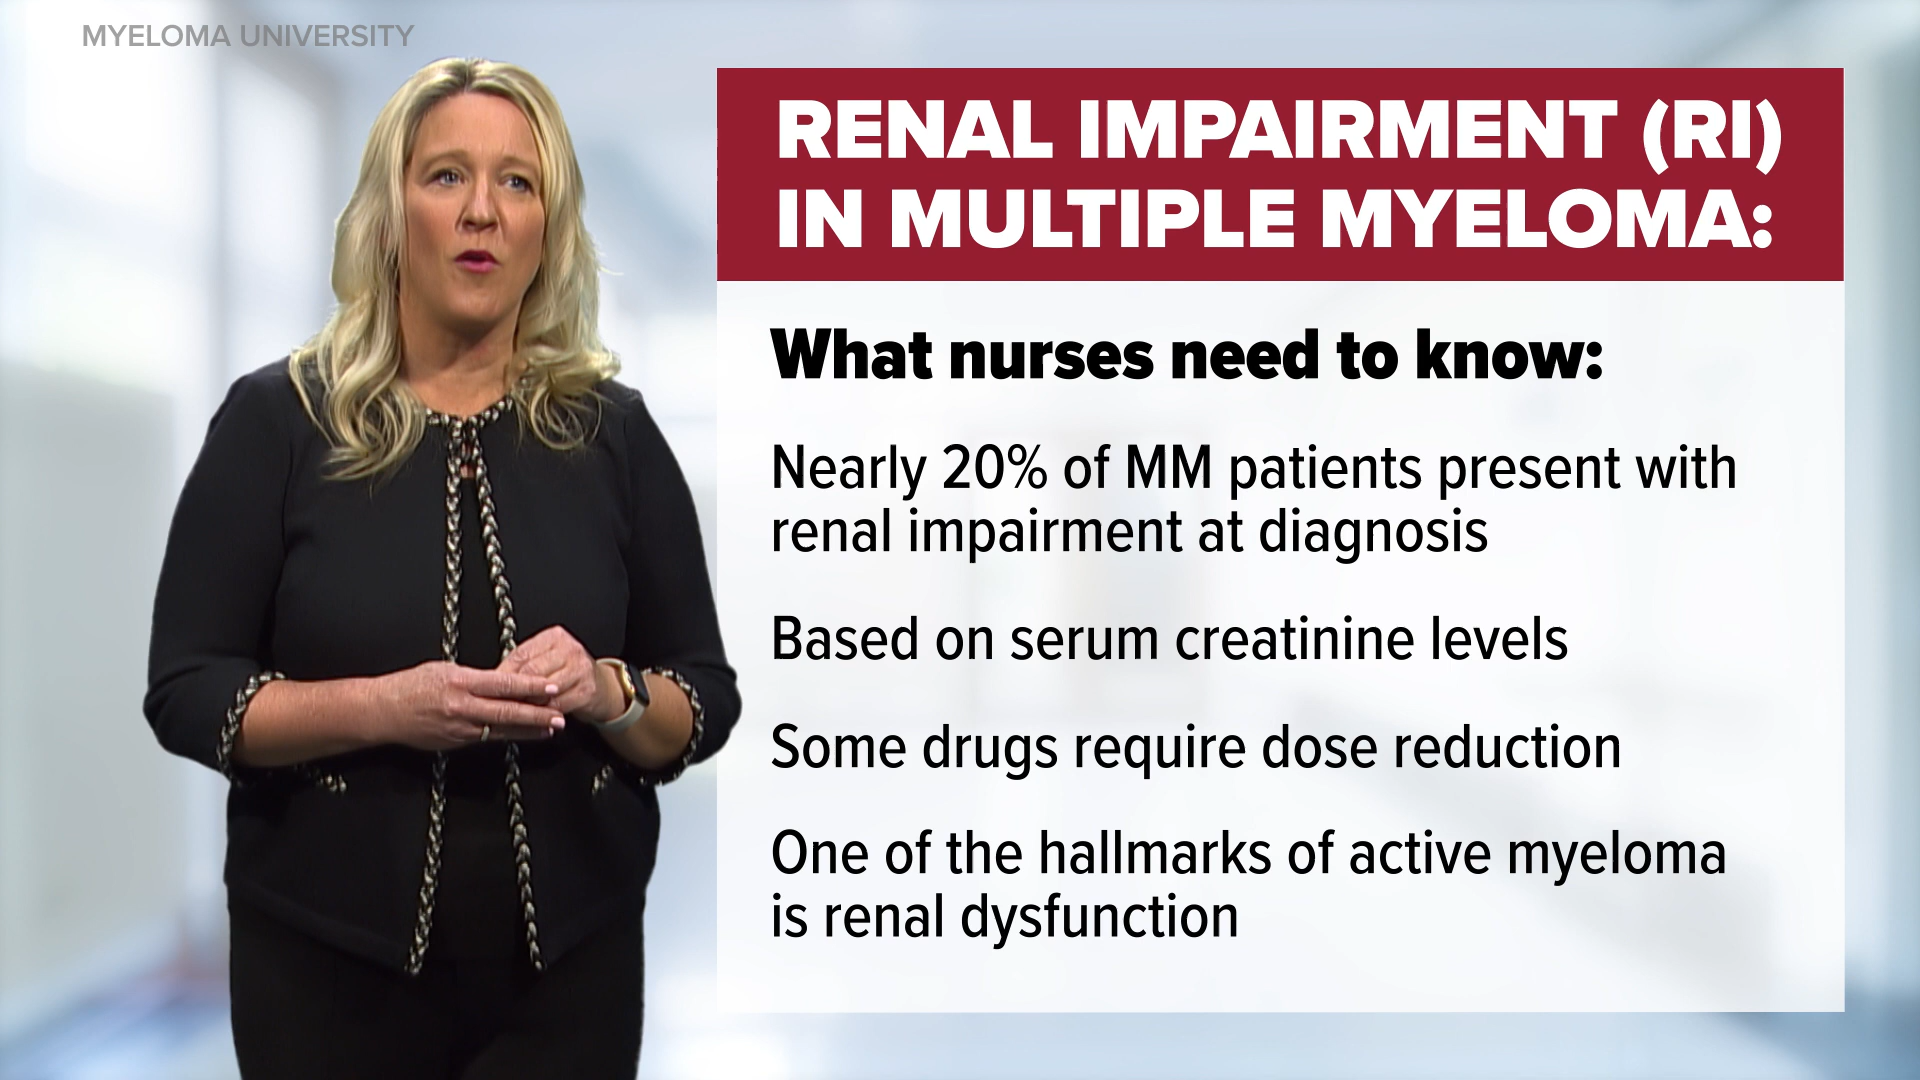 MYELOMA UNIVERSITY
RENAL IMPAIRMENT (RI)
IN MULTIPLE MYELOMA:
What nurses need to know:
Nearly 20% of MM patients present with
renal impairment at diagnosis
Based on serum creatinine levels
Some drugs require dose reduction
One of the hallmarks of active myeloma
is renal dysfunction